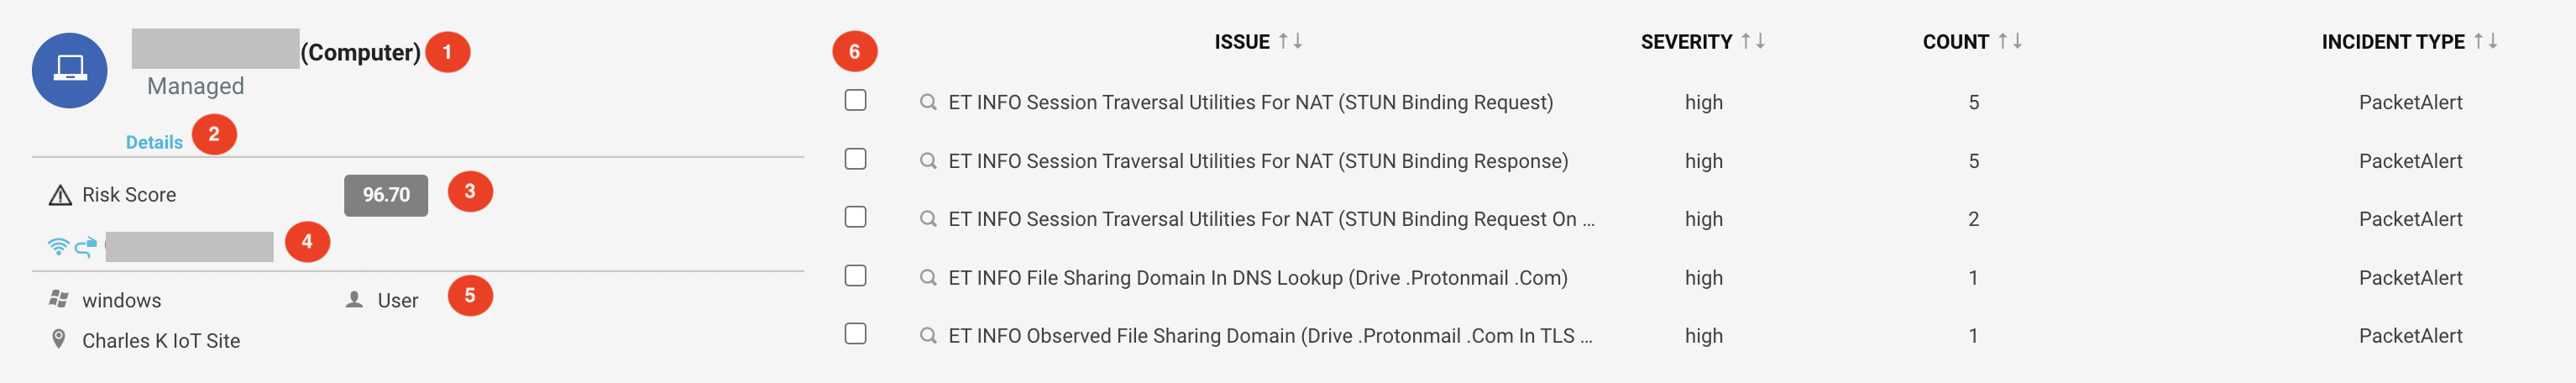 (Computer) 1
Managed
Details 2
Risk Score 96.70 3
4
windows User 5
Charles K IoT Site
6 ISSUE ↑↓ SEVERITY ↑↓ COUNT ↑↓ INCIDENT TYPE ↑↓
ET INFO Session Traversal Utilities For NAT (STUN Binding Request) high 5 PacketAlert
ET INFO Session Traversal Utilities For NAT (STUN Binding Response) high 5 PacketAlert
ET INFO Session Traversal Utilities For NAT (STUN Binding Request On ... high 2 PacketAlert
ET INFO File Sharing Domain In DNS Lookup (Drive .Protonmail .Com) high 1 PacketAlert
ET INFO Observed File Sharing Domain (Drive .Protonmail .Com In TLS ... high 1 PacketAlert